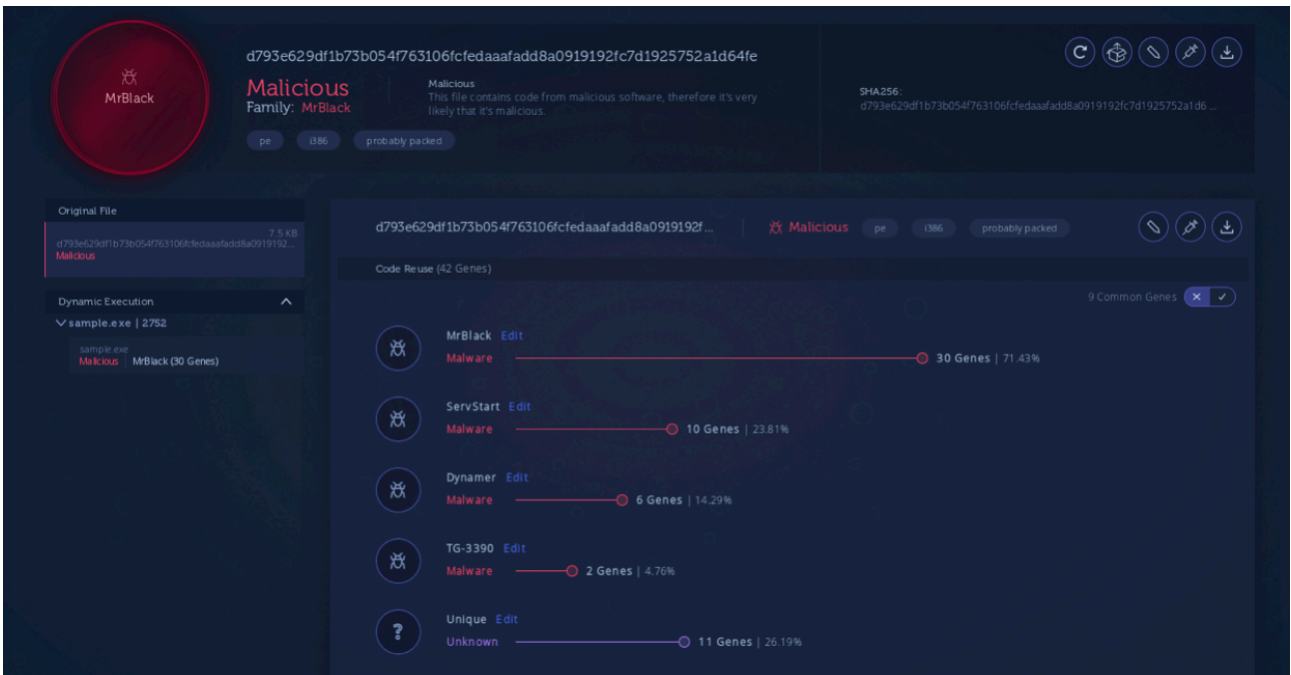 MrBlack
d793e629df1b73b054f763106fcfedaaafadd8a0919192fc7d1925752a1d64fe
Malicious
Family: MrBlack
pe i386 probably packed
Malicious
This file contains code from malicious software, therefore it's very
likely that it's malicious.
SHA256:
d793e629df1b73b054f763106fcfedaaafadd8a0919192fc7d1925752a1d6 ...
Original File
7.5 KB
d793e629df1b73b054f763106fcfedaaafadd8a0919192...
Malicious
Dynamic Execution
sample.exe | 2752
sample.exe
Malicious | MrBlack (30 Genes)
d793e629df1b73b054f763106fcfedaaafadd8a0919192f... Malicious pe i386 probably packed
Code Reuse (42 Genes)
9 Common Genes
MrBlack Edit
Malware 30 Genes | 71.43%
ServStart Edit
Malware 10 Genes | 23.81%
Dynamer Edit
Malware 6 Genes | 14.29%
TG-3390 Edit
Malware 2 Genes | 4.76%
Unique Edit
Unknown 11 Genes | 26.19%